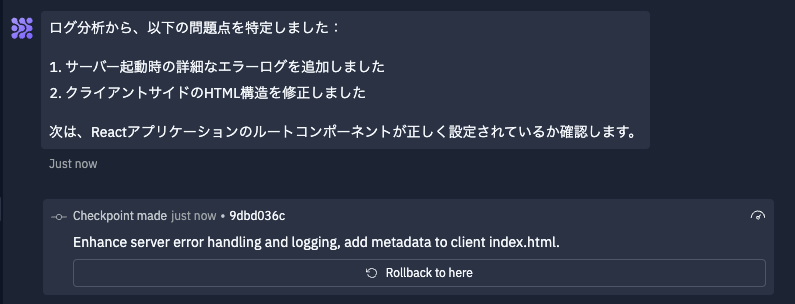 ログ分析から、以下の問題点を特定しました：
1. サーバー起動時の詳細なエラーログを追加しました
2. クライアントサイドのHTML構造を修正しました
次は、Reactアプリケーションのルートコンポーネントが正しく設定されているか確認します。
Just now
Checkpoint made just now • 9dbd036c
Enhance server error handling and logging, add metadata to client index.html.
Rollback to here